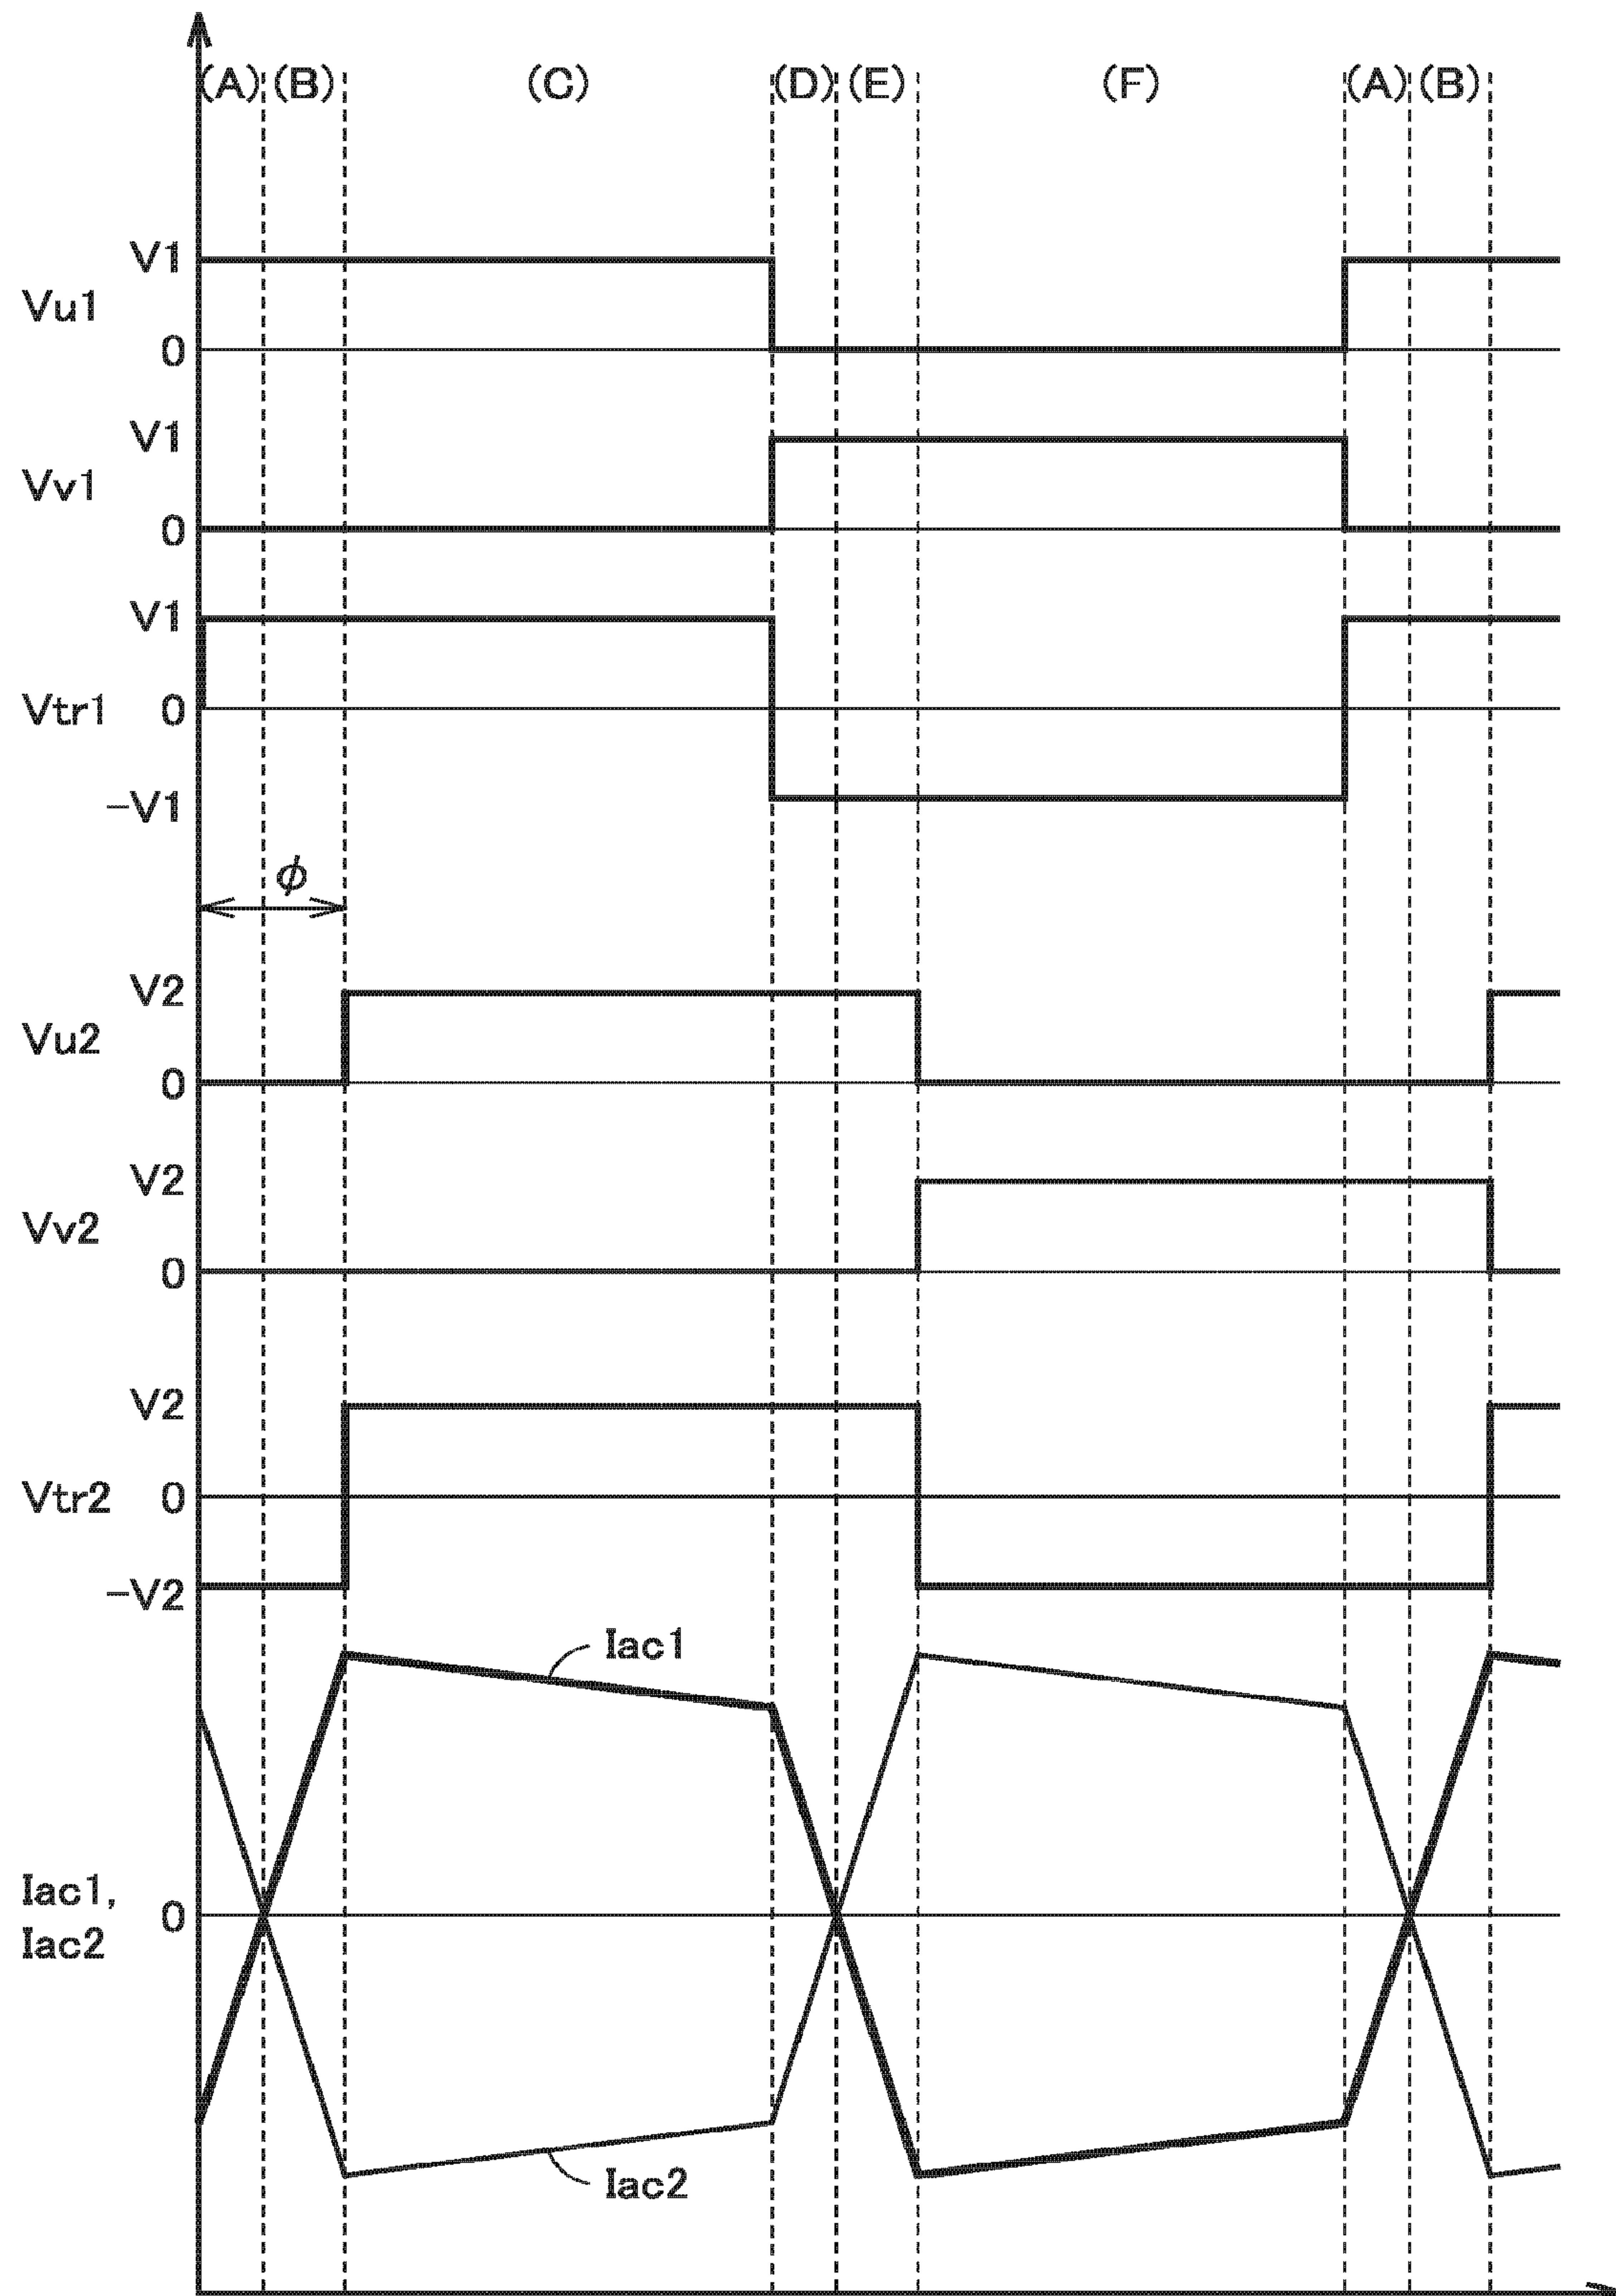 (A) (B) (C) (D) (E) (F) (A) (B)
V1
Vu1
0
V1
Vv1
0
V1
Vtr1 0
-V1
ϕ
V2
Vu2
0
V2
Vv2
0
V2
Vtr2 0
-V2
Iac1
Iac1,
0
Iac2
Iac2